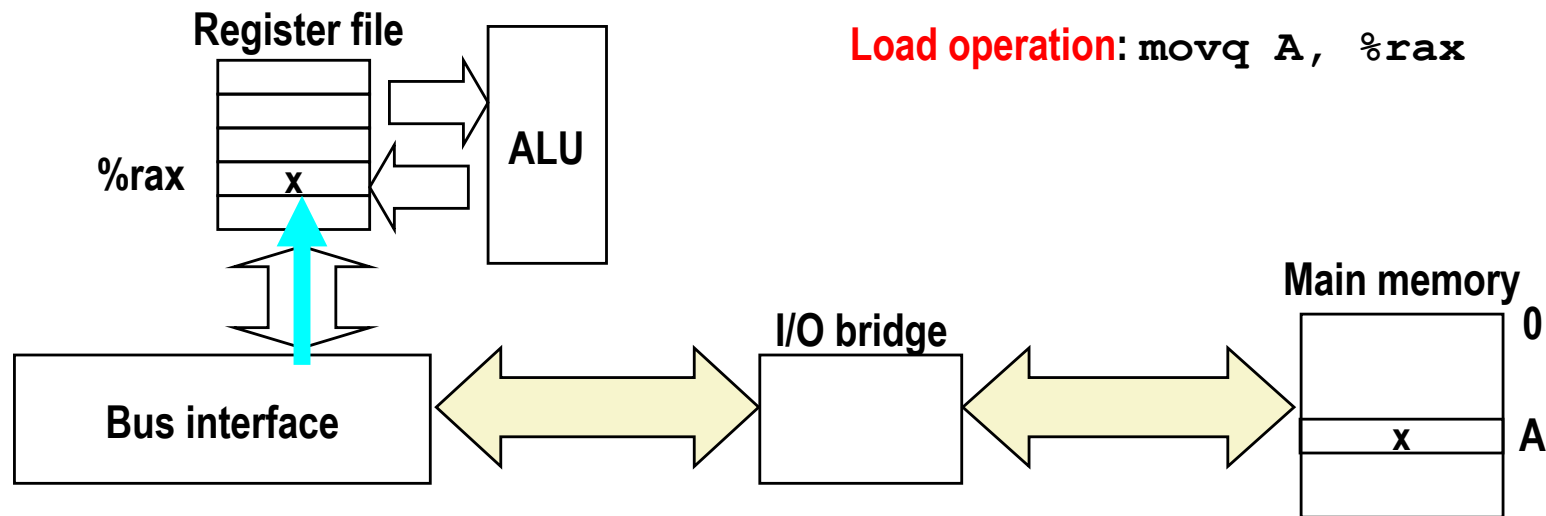 Register file
Load operation: movq A, %rax
ALU
%rax
x
Main memory
0
I/O bridge
Bus interface
x
A